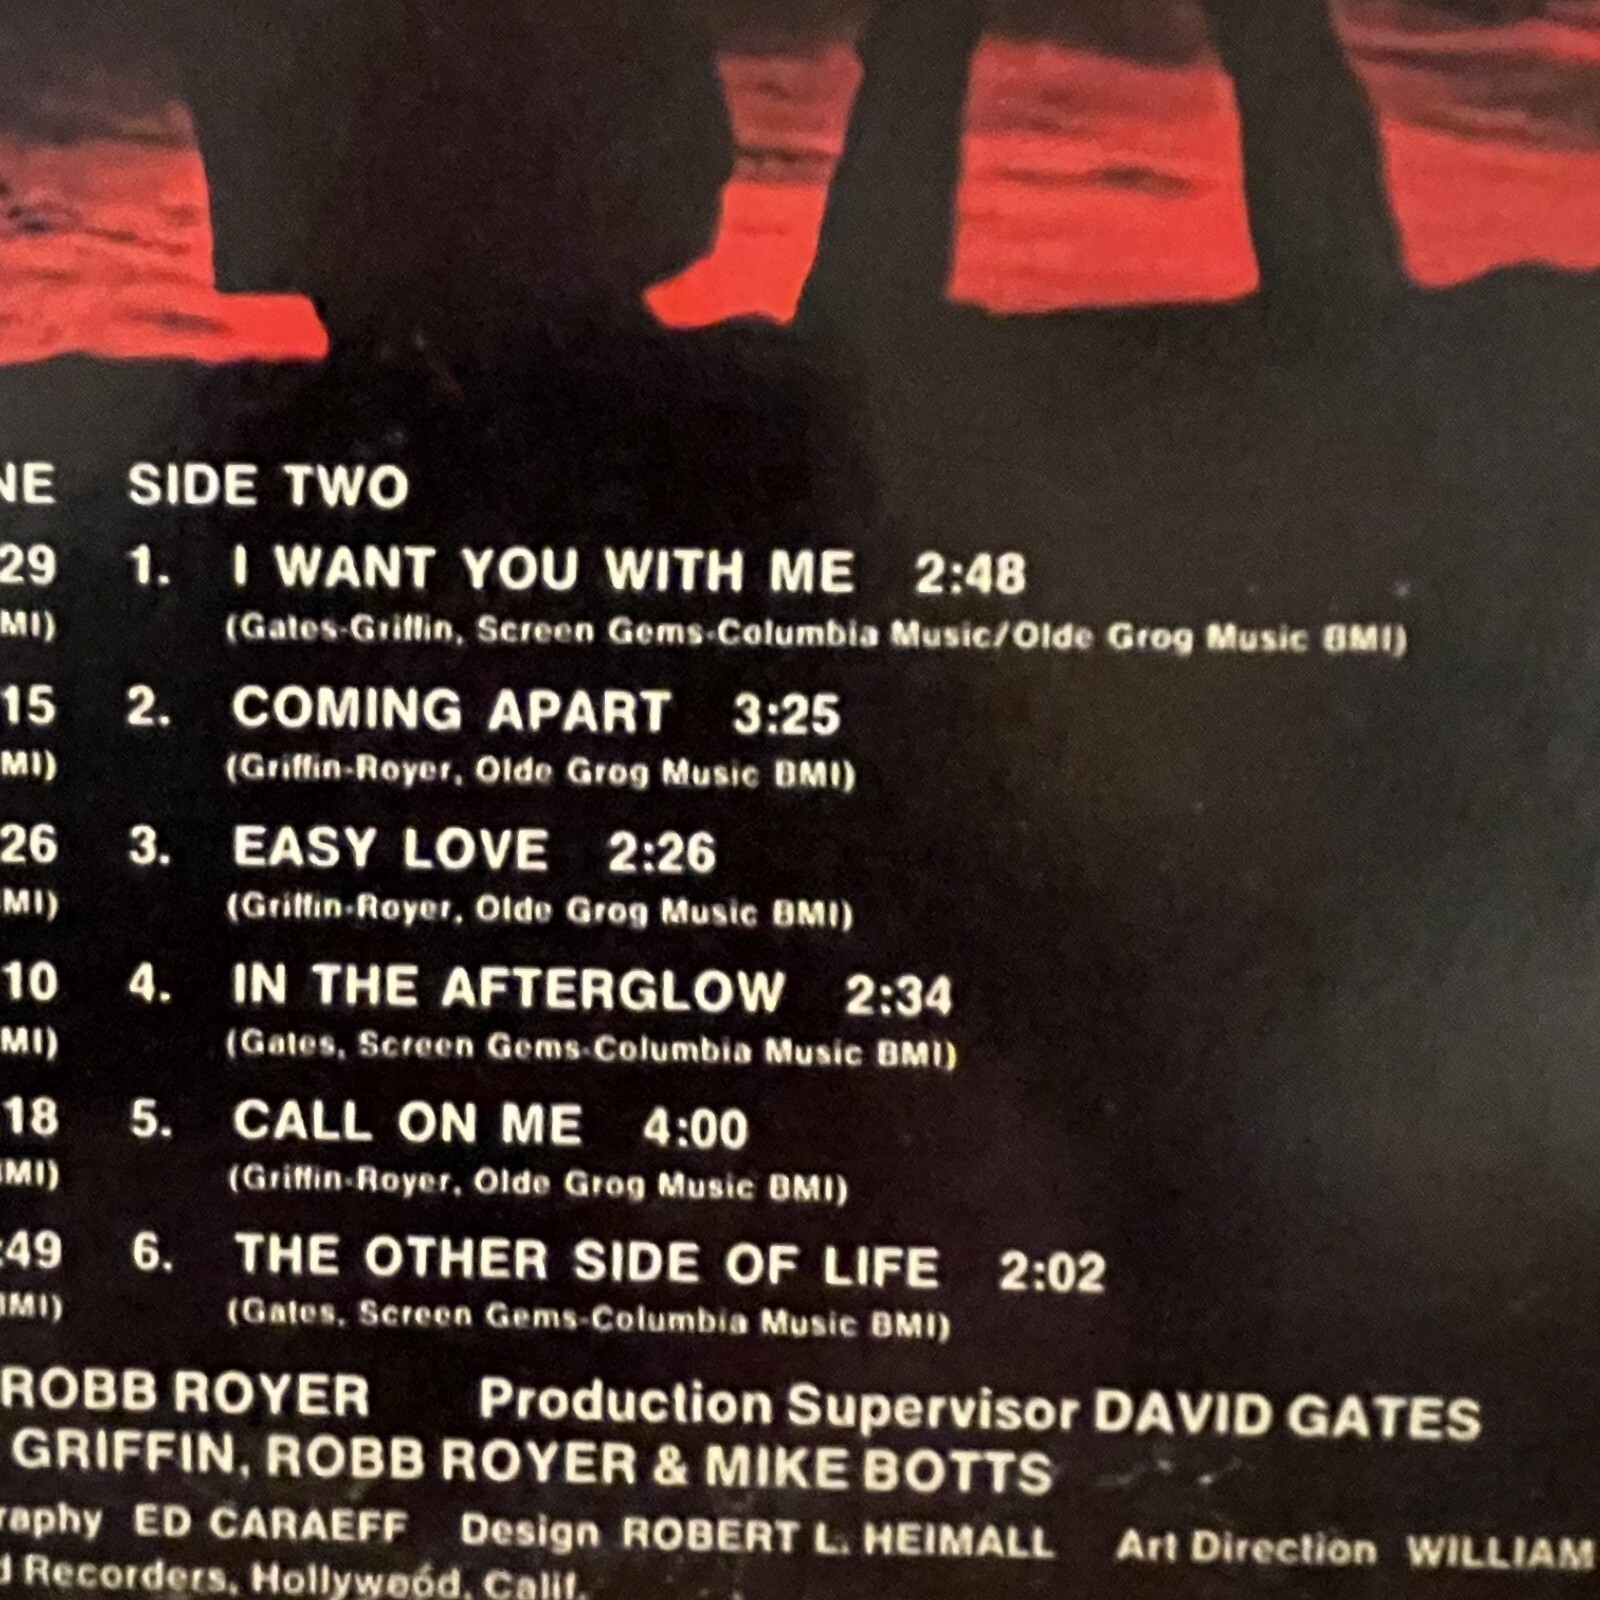 NE SIDE TWO
29 1. I WANT YOU WITH ME 2:48
MI) (Gates-Griffin, Screen Gems-Columbia Music/Olde Grog Music BMI)
15 2. COMING APART 3:25
MI) (Griffin-Royer, Olde Grog Music BMI)
26 3. EASY LOVE 2:26
MI) (Griffin-Royer, Olde Grog Music BMI)
10 4. IN THE AFTERGLOW 2:34
MI) (Gates, Screen Gems-Columbia Music BMI)
18 5. CALL ON ME 4:00
MI) (Griffin-Royer, Olde Grog Music BMI)
:49 6. THE OTHER SIDE OF LIFE 2:02
MI) (Gates, Screen Gems-Columbia Music BMI)
ROBB ROYER Production Supervisor DAVID GATES
GRIFFIN, ROBB ROYER & MIKE BOTTS
raphy ED CARAEFF Design ROBERT L. HEIMALL Art Direction WILLIAM
d Recorders, Hollywood, Calif.